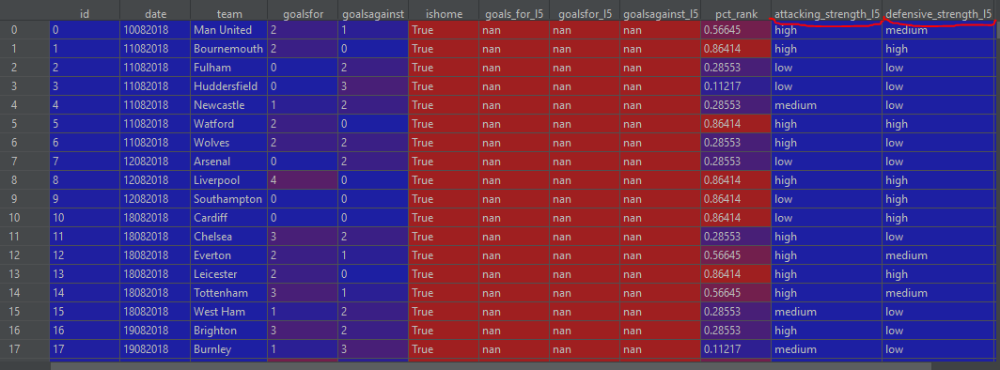 id date team goalsfor goalsagainst ishome goals_for_l5 goalsfor_l5 goalsagainst_l5 pct_rank attacking_strength_l5 defensive_strength_l5
0 0 10082018 Man United 2 1 True nan nan nan 0.56645 high medium
1 1 11082018 Bournemouth 2 0 True nan nan nan 0.86414 high high
2 2 11082018 Fulham 0 2 True nan nan nan 0.28553 low low
3 3 11082018 Huddersfield 0 3 True nan nan nan 0.11217 low low
4 4 11082018 Newcastle 1 2 True nan nan nan 0.28553 medium low
5 5 11082018 Watford 2 0 True nan nan nan 0.86414 high high
6 6 11082018 Wolves 2 2 True nan nan nan 0.28553 high low
7 7 12082018 Arsenal 0 2 True nan nan nan 0.28553 low low
8 8 12082018 Liverpool 4 0 True nan nan nan 0.86414 high high
9 9 12082018 Southampton 0 0 True nan nan nan 0.86414 low high
10 10 18082018 Cardiff 0 0 True nan nan nan 0.86414 low high
11 11 18082018 Chelsea 3 2 True nan nan nan 0.28553 high low
12 12 18082018 Everton 2 1 True nan nan nan 0.56645 high medium
13 13 18082018 Leicester 2 0 True nan nan nan 0.86414 high high
14 14 18082018 Tottenham 3 1 True nan nan nan 0.56645 high medium
15 15 18082018 West Ham 1 2 True nan nan nan 0.28553 medium low
16 16 19082018 Brighton 3 2 True nan nan nan 0.28553 high low
17 17 19082018 Burnley 1 3 True nan nan nan 0.11217 medium low